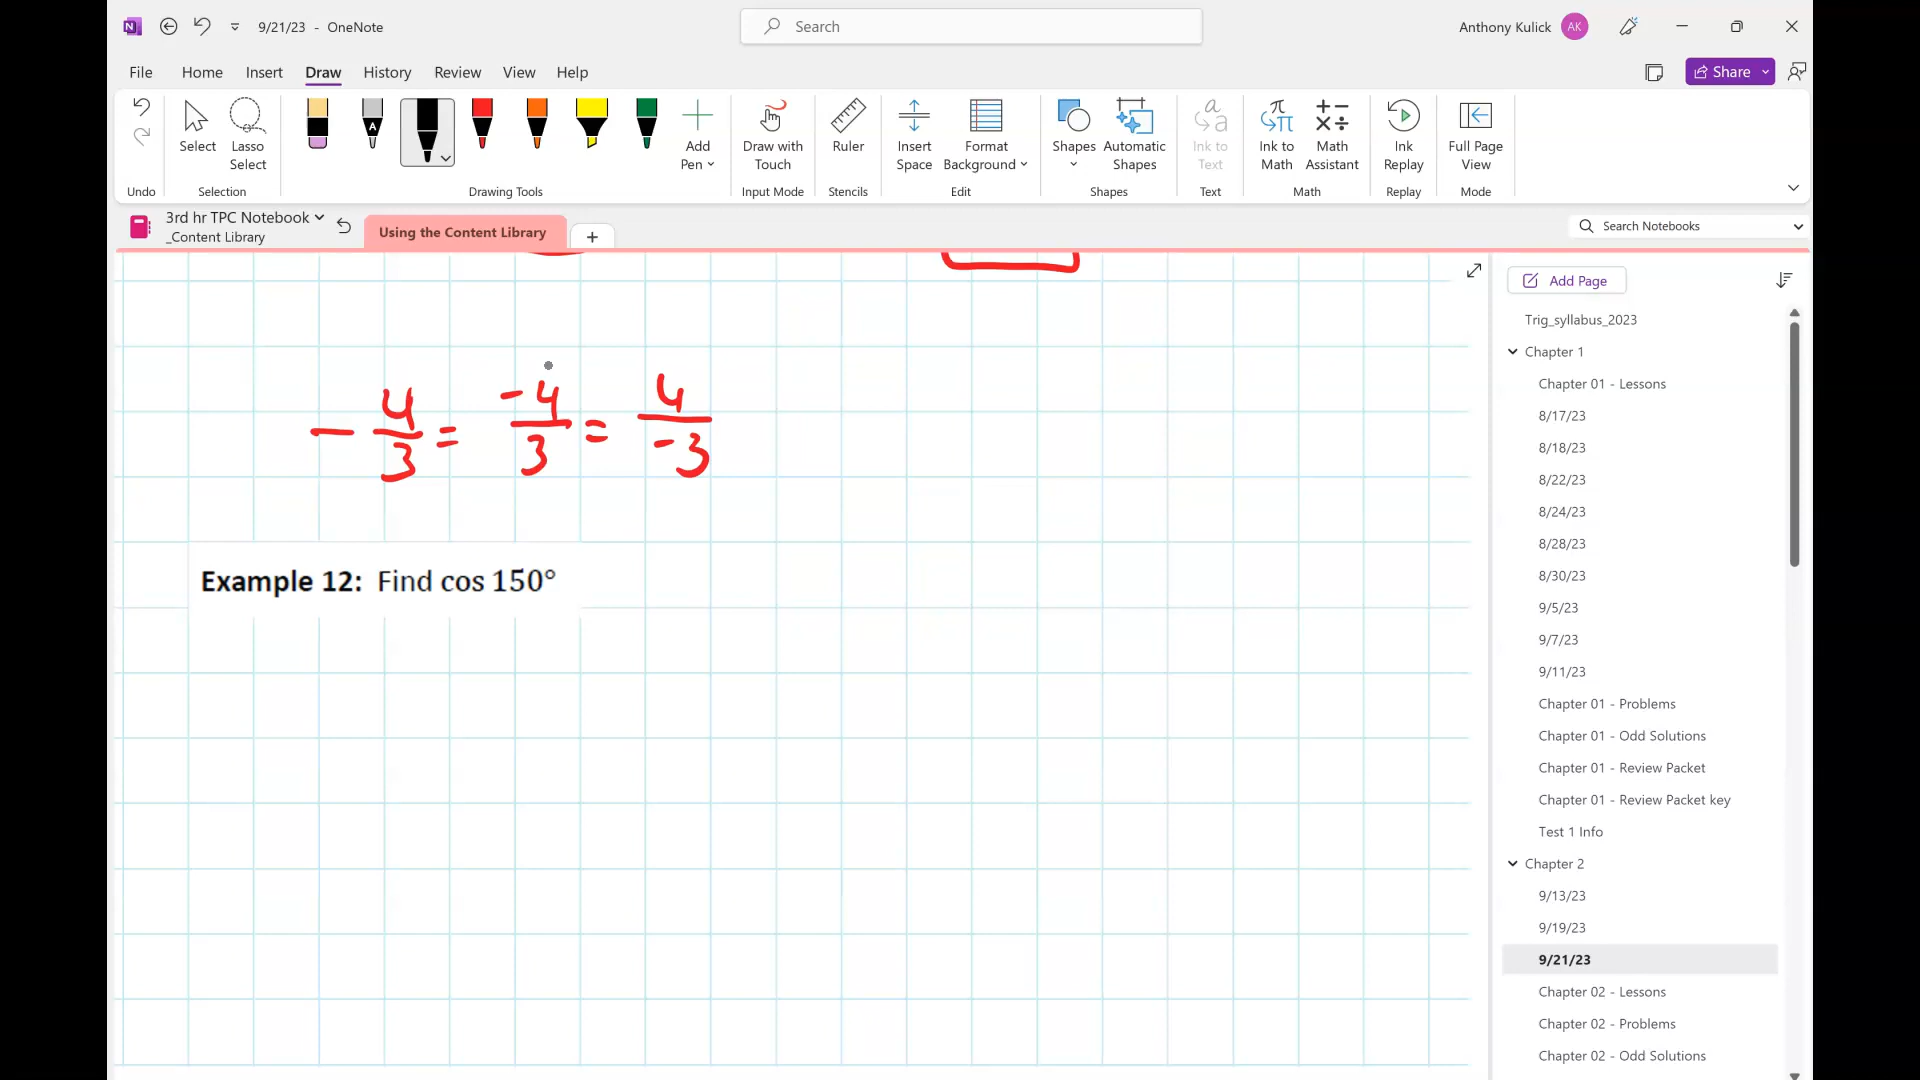 9/21/23 - OneNote
Search
Anthony Kulick
AK
File Home Insert Draw History Review View Help
Share
Undo
Select
Lasso Select
Selection
A
Add Pen
Drawing Tools
Draw with Touch
Input Mode
Ruler
Stencils
Insert Space
Format Background
Edit
Shapes
Automatic Shapes
Shapes
Ink to Text
Text
Ink to Math
Math Assistant
Math
Ink Replay
Replay
Full Page View
Mode
3rd hr TPC Notebook
_Content Library
Using the Content Library
Search Notebooks
- 4/3 = -4/3 = 4/-3
Example 12: Find cos 150°
Add Page
Trig_syllabus_2023
Chapter 1
Chapter 01 - Lessons
8/17/23
8/18/23
8/22/23
8/24/23
8/28/23
8/30/23
9/5/23
9/7/23
9/11/23
Chapter 01 - Problems
Chapter 01 - Odd Solutions
Chapter 01 - Review Packet
Chapter 01 - Review Packet key
Test 1 Info
Chapter 2
9/13/23
9/19/23
9/21/23
Chapter 02 - Lessons
Chapter 02 - Problems
Chapter 02 - Odd Solutions